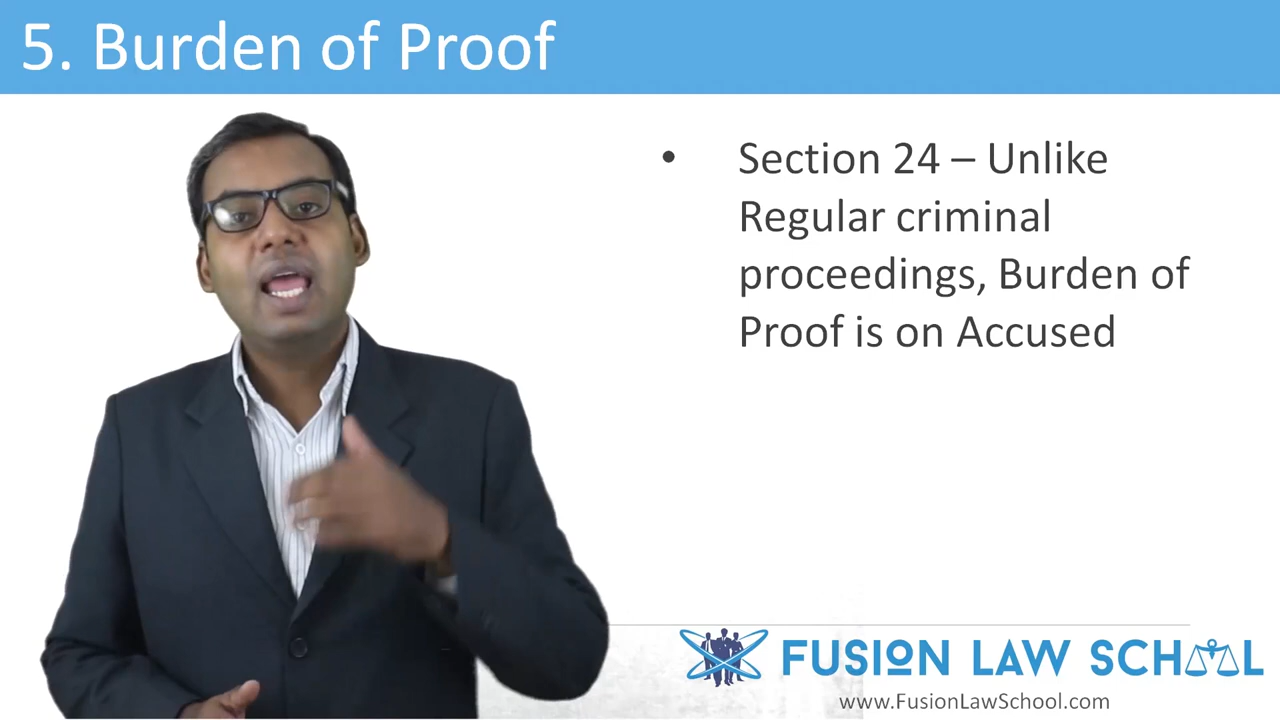 5. Burden of Proof
• Section 24 – Unlike
Regular criminal
proceedings, Burden of
Proof is on Accused
FUSION LAW SCHOOL
www.FusionLawSchool.com